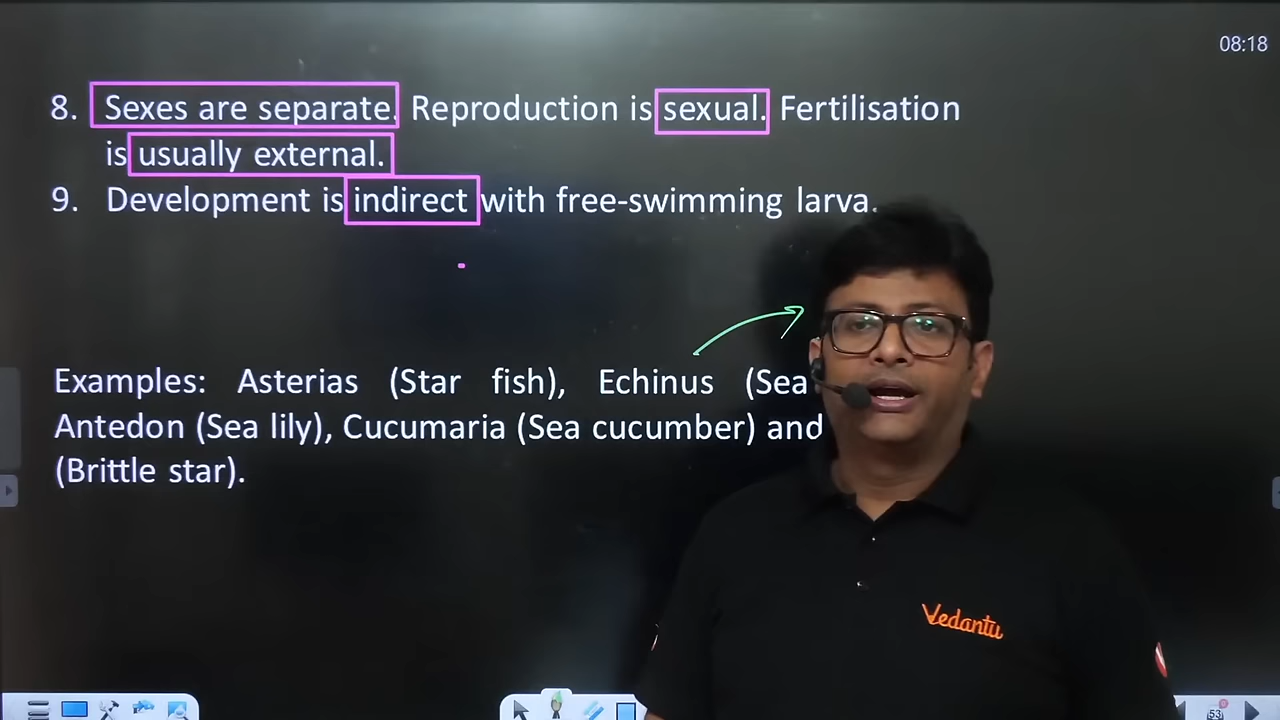 08:18
8. Sexes are separate. Reproduction is sexual. Fertilisation
is usually external.
9. Development is indirect with free-swimming larva.
Examples: Asterias (Star fish), Echinus (Sea
Antedon (Sea lily), Cucumaria (Sea cucumber) and
(Brittle star).
Vedantu
53